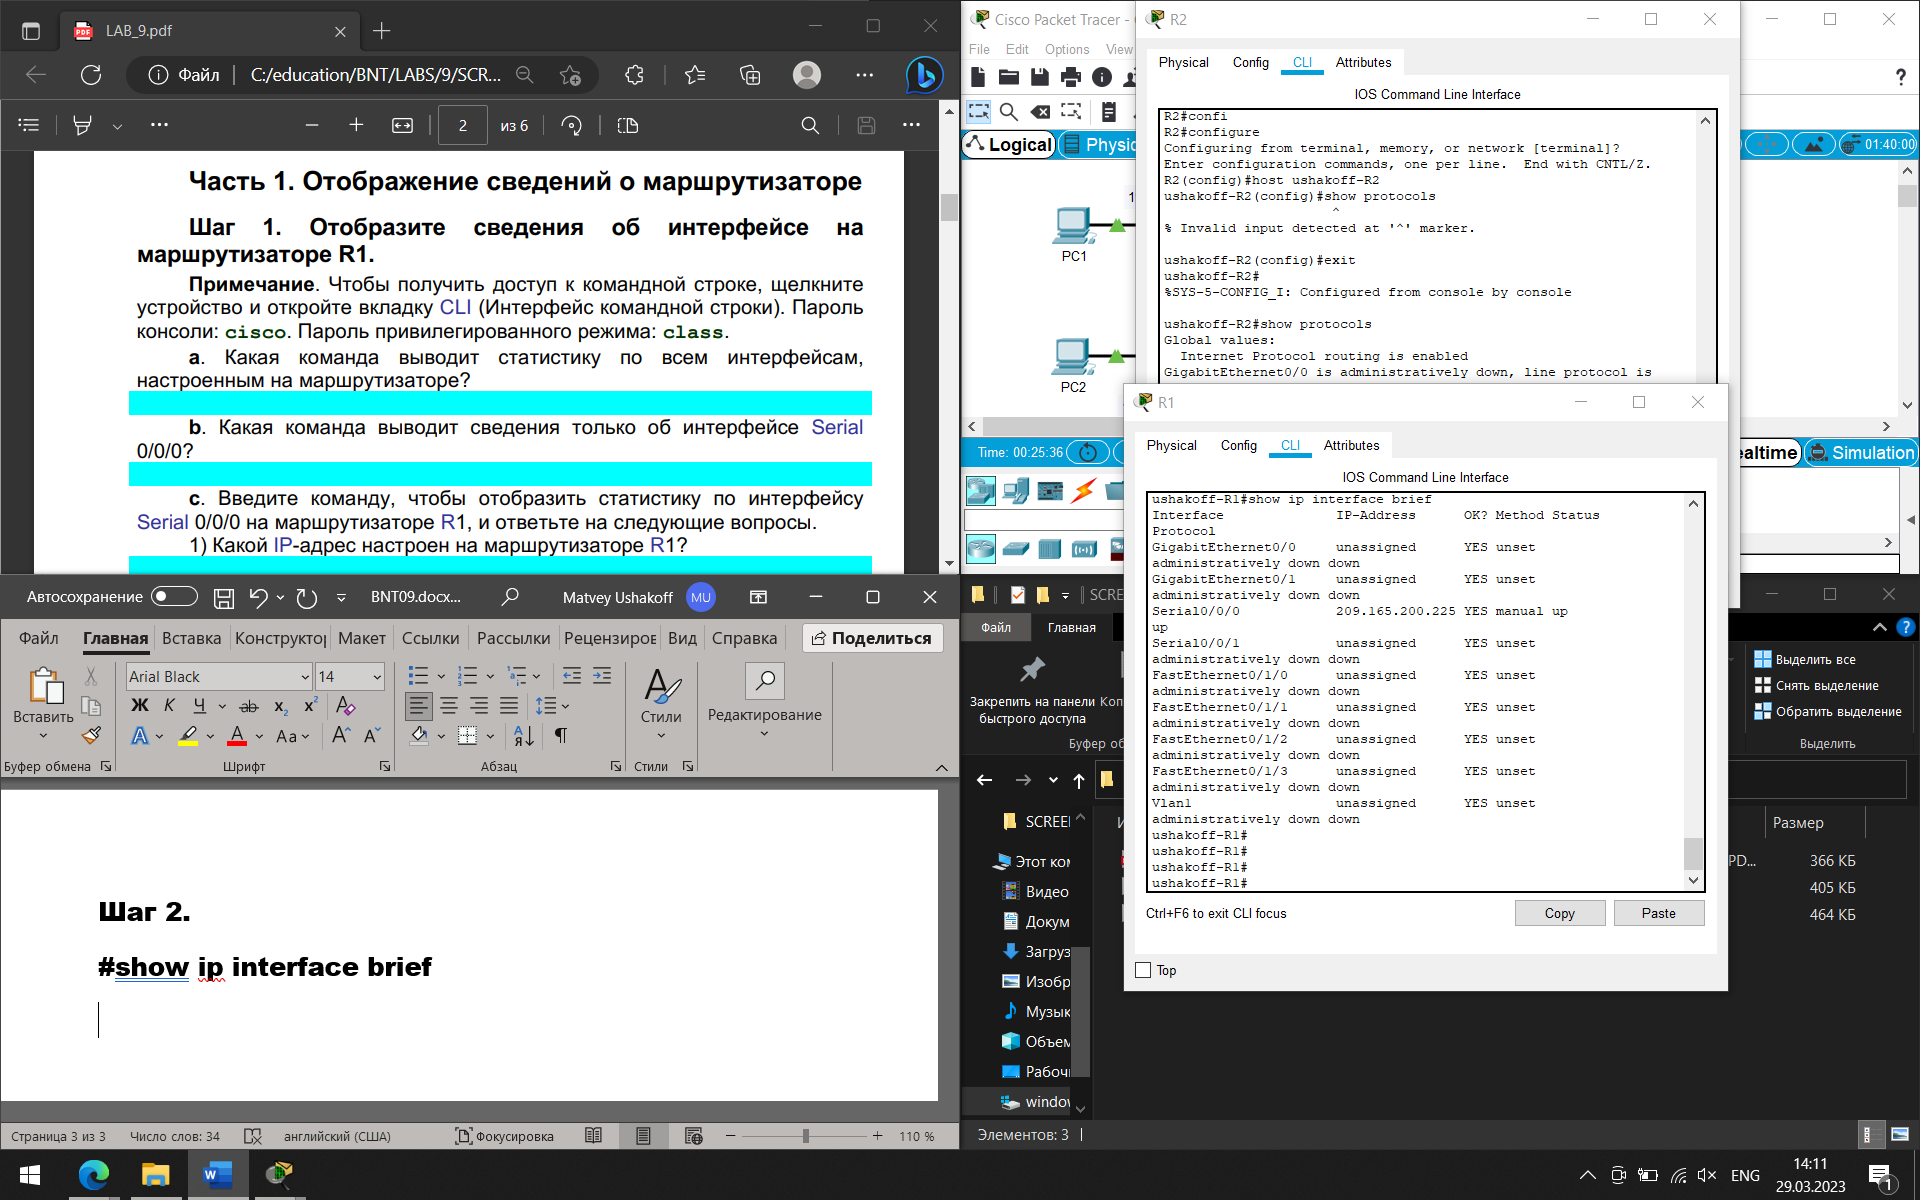 LAB_9.pdf
Файл
C:/education/BNT/LABS/9/SCR...
2
из 6
Часть 1. Отображение сведений о маршрутизаторе
Шаг 1. Отобразите сведения об интерфейсе на
маршрутизаторе R1.
Примечание. Чтобы получить доступ к командной строке, щелкните
устройство и откройте вкладку CLI (Интерфейс командной строки). Пароль
консоли: cisco. Пароль привилегированного режима: class.
a. Какая команда выводит статистику по всем интерфейсам,
настроенным на маршрутизаторе?
b. Какая команда выводит сведения только об интерфейсе Serial
0/0/0?
c. Введите команду, чтобы отобразить статистику по интерфейсу
Serial 0/0/0 на маршрутизаторе R1, и ответьте на следующие вопросы.
1) Какой IP-адрес настроен на маршрутизаторе R1?
Cisco Packet Tracer -
File Edit Options View
Logical
Physic
01:40:00
PC1
PC2
Time: 00:25:36
ealtime
Simulation
R2
Physical Config CLI Attributes
IOS Command Line Interface
R2#confi
R2#configure
Configuring from terminal, memory, or network [terminal]?
Enter configuration commands, one per line.  End with CNTL/Z.
R2(config)#host ushakoff-R2
ushakoff-R2(config)#show protocols
^
% Invalid input detected at '^' marker.
ushakoff-R2(config)#exit
ushakoff-R2#
%SYS-5-CONFIG_I: Configured from console by console
ushakoff-R2#show protocols
Global values:
Internet Protocol routing is enabled
GigabitEthernet0/0 is administratively down, line protocol is
R1
Physical Config CLI Attributes
IOS Command Line Interface
ushakoff-R1#show ip interface brief
Interface IP-Address OK? Method Status
Protocol
GigabitEthernet0/0 unassigned YES unset
administratively down down
GigabitEthernet0/1 unassigned YES unset
administratively down down
Serial0/0/0 209.165.200.225 YES manual up
up
Serial0/0/1 unassigned YES unset
administratively down down
FastEthernet0/1/0 unassigned YES unset
administratively down down
FastEthernet0/1/1 unassigned YES unset
administratively down down
FastEthernet0/1/2 unassigned YES unset
administratively down down
FastEthernet0/1/3 unassigned YES unset
administratively down down
Vlan1 unassigned YES unset
administratively down down
ushakoff-R1#
ushakoff-R1#
ushakoff-R1#
ushakoff-R1#
Ctrl+F6 to exit CLI focus
Copy
Paste
Top
Автосохранение
BNT09.docx...
Matvey Ushakoff
MU
Файл Главная Вставка Конструктор Макет Ссылки Рассылки Рецензиров Вид Справка
Поделиться
Вставить
Arial Black
14
Ж К Ч ab x₂ x²
Aa
Стили
Редактирование
Буфер обмена
Шрифт
Абзац
Стили
Шаг 2.
#show ip interface brief
Страница 3 из 3
Число слов: 34
английский (США)
Фокусировка
110 %
SCRE
Файл
Главная
Закрепить на панели
быстрого доступа
Коп
Буфер об
Выделить все
Снять выделение
Обратить выделение
Выделить
SCREE
Этот ком
Видео
Докум
Загруз
Изобр
Музык
Объем
Рабоч
window
Размер
PD...
366 КБ
405 КБ
464 КБ
Элементов: 3
ENG
14:11
29.03.2023
1